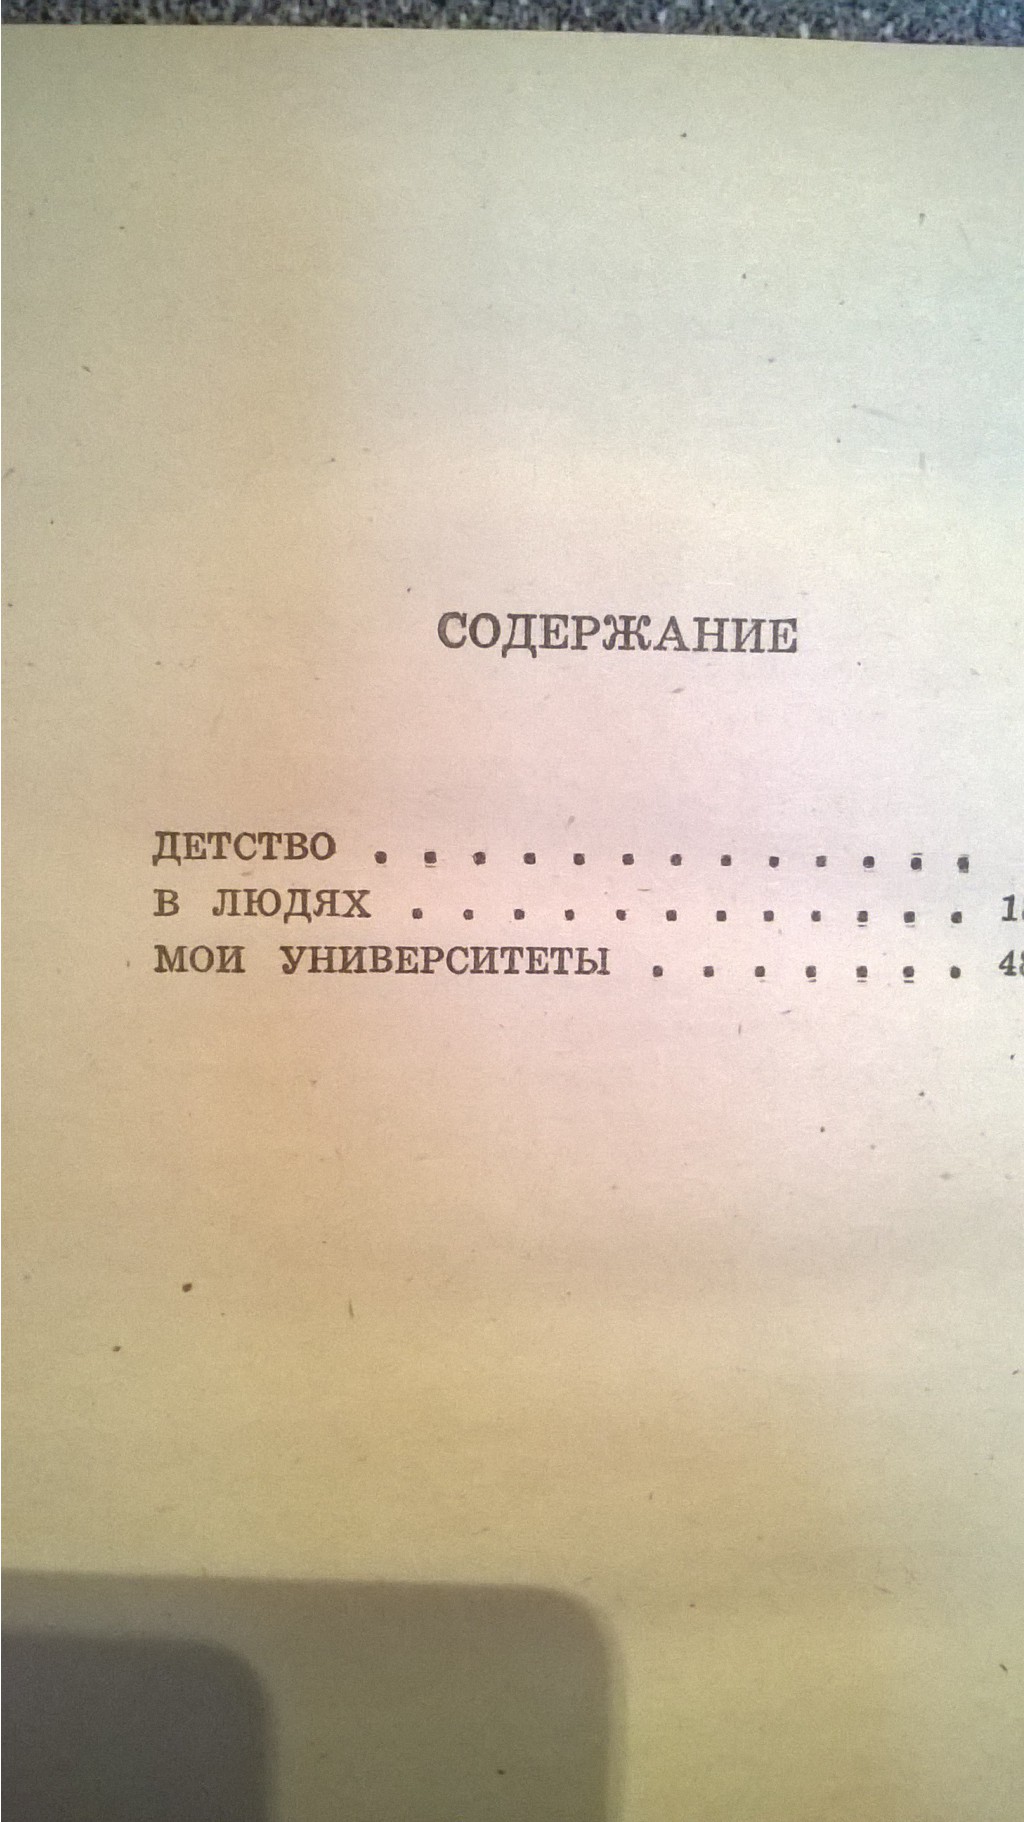 СОДЕРЖАНИЕ
ДЕТСТВО . . . . . . . . . . . . .
В ЛЮДЯХ . . . . . . . . . . . .
МОИ УНИВЕРСИТЕТЫ . . . . . . .